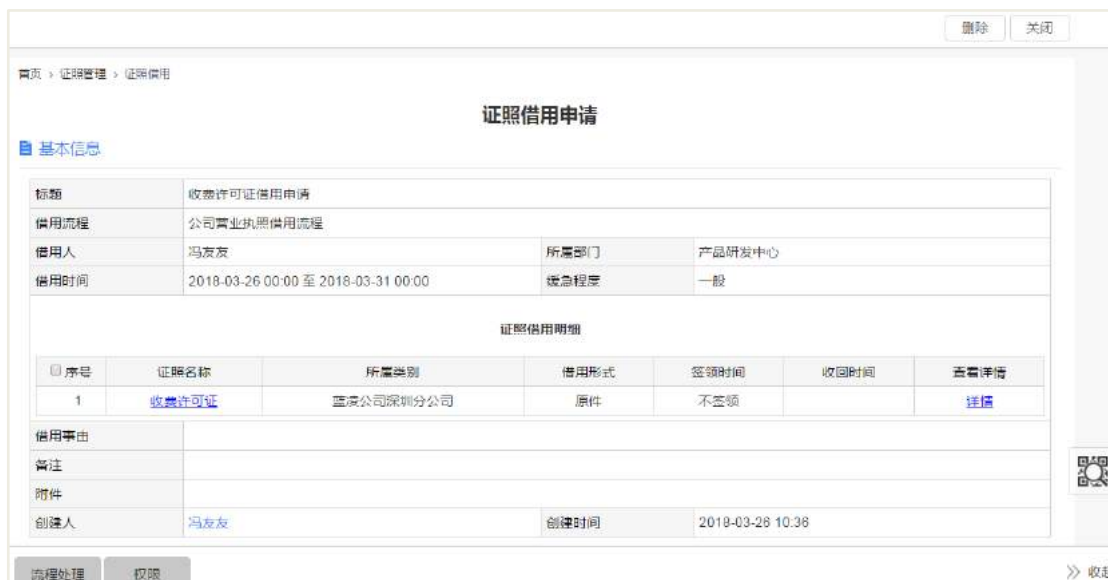 删除 关闭
首页 > 证照管理 > 证照借用
证照借用申请
基本信息
标题 收费许可证借用申请
借用流程 公司营业执照借用流程
借用人 冯友友 所属部门 产品研发中心
借用时间 2018-03-26 00:00 至 2018-03-31 00:00 缓急程度 一般
证照借用明细
序号 证照名称 所属类别 借用形式 签领时间 收回时间 查看详情
1 收费许可证 蓝凌公司深圳分公司 原件 不签领 详情
借用事由
备注
附件
创建人 冯友友 创建时间 2018-03-26 10:36
流程处理 权限 >> 收起